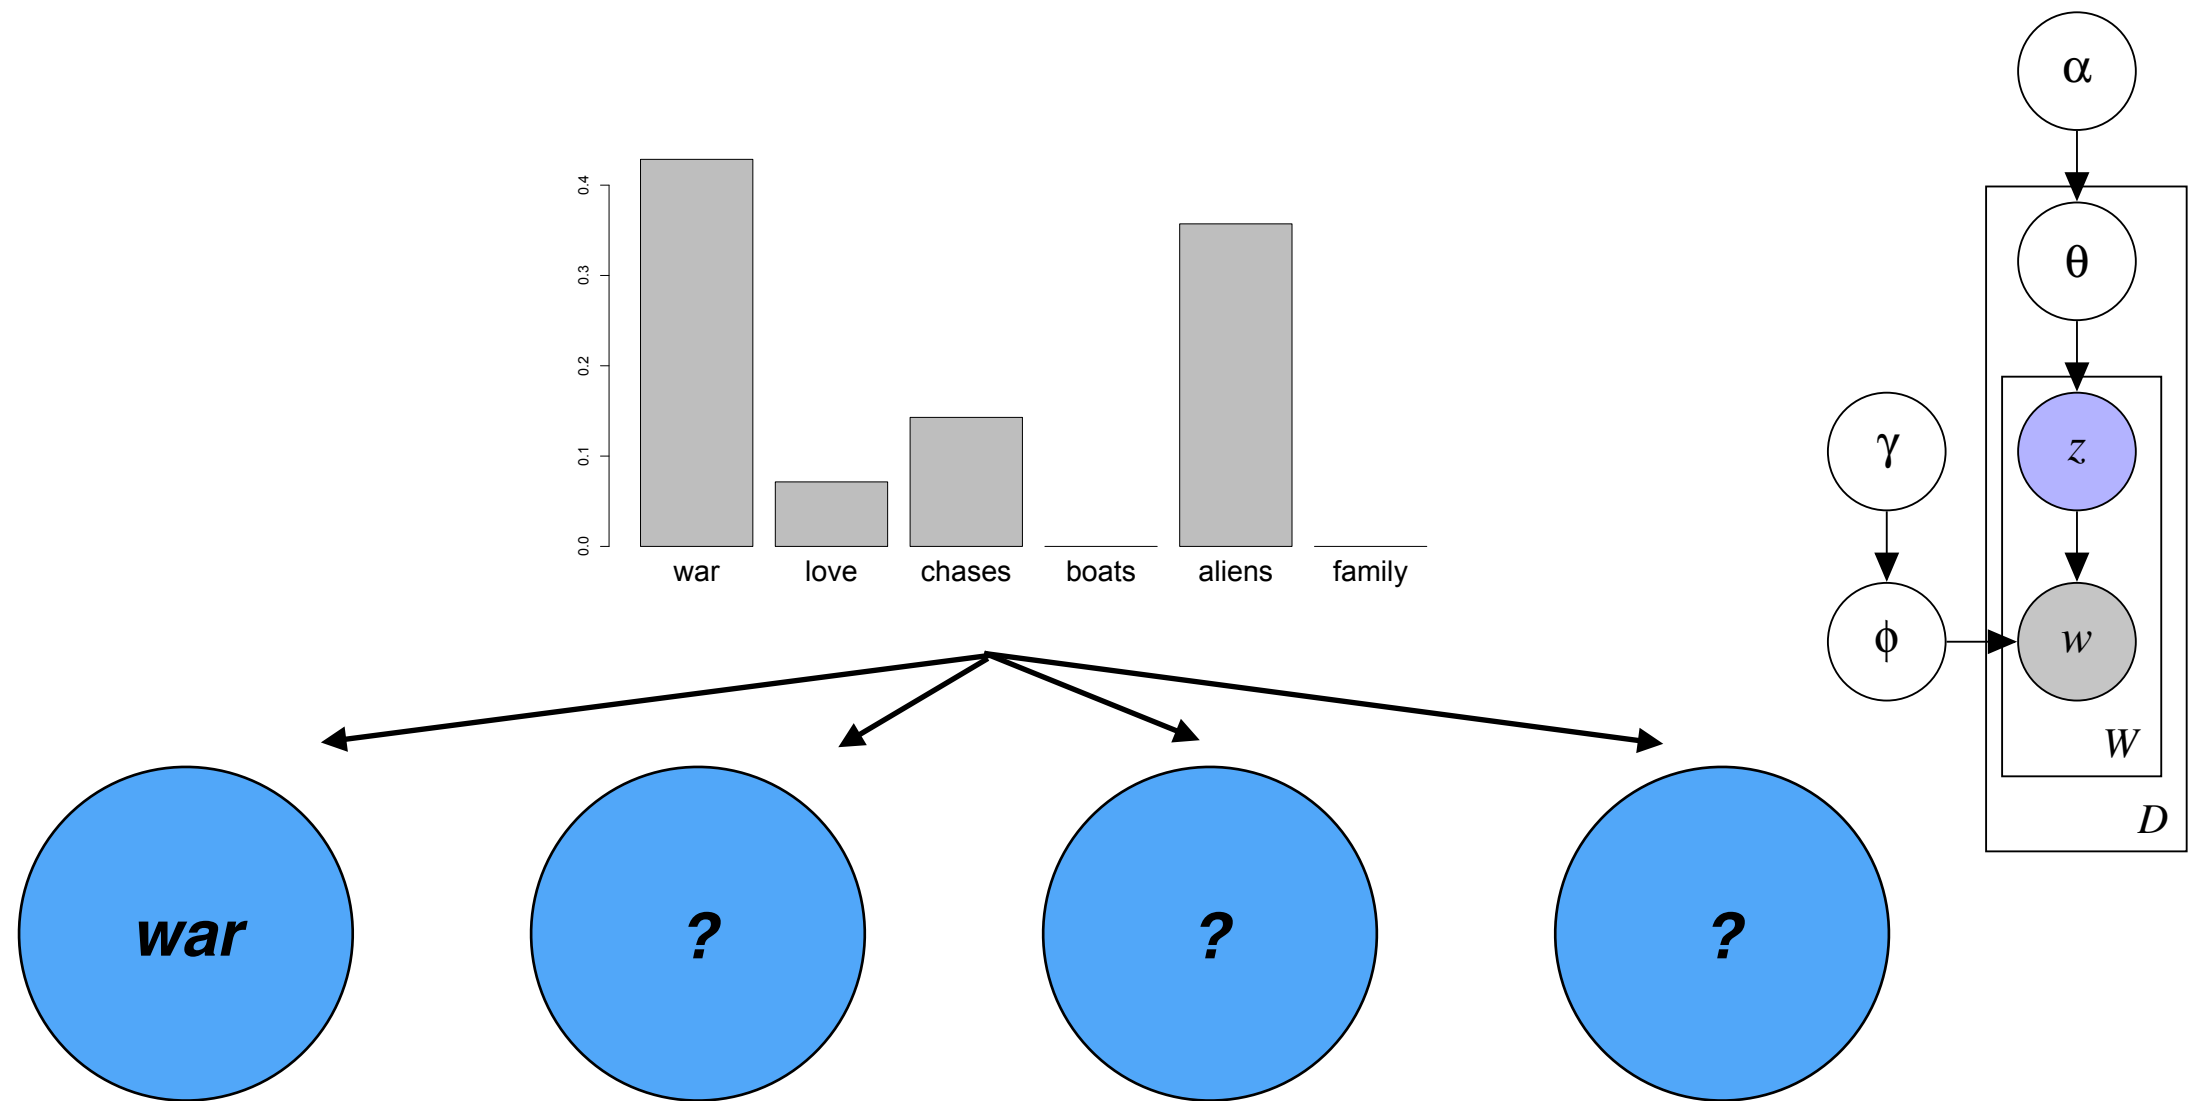 α
0.4
0.3
0.2
0.1
0.0
war love chases boats aliens family
θ
γ
z
ϕ
w
W
D
war ? ? ?